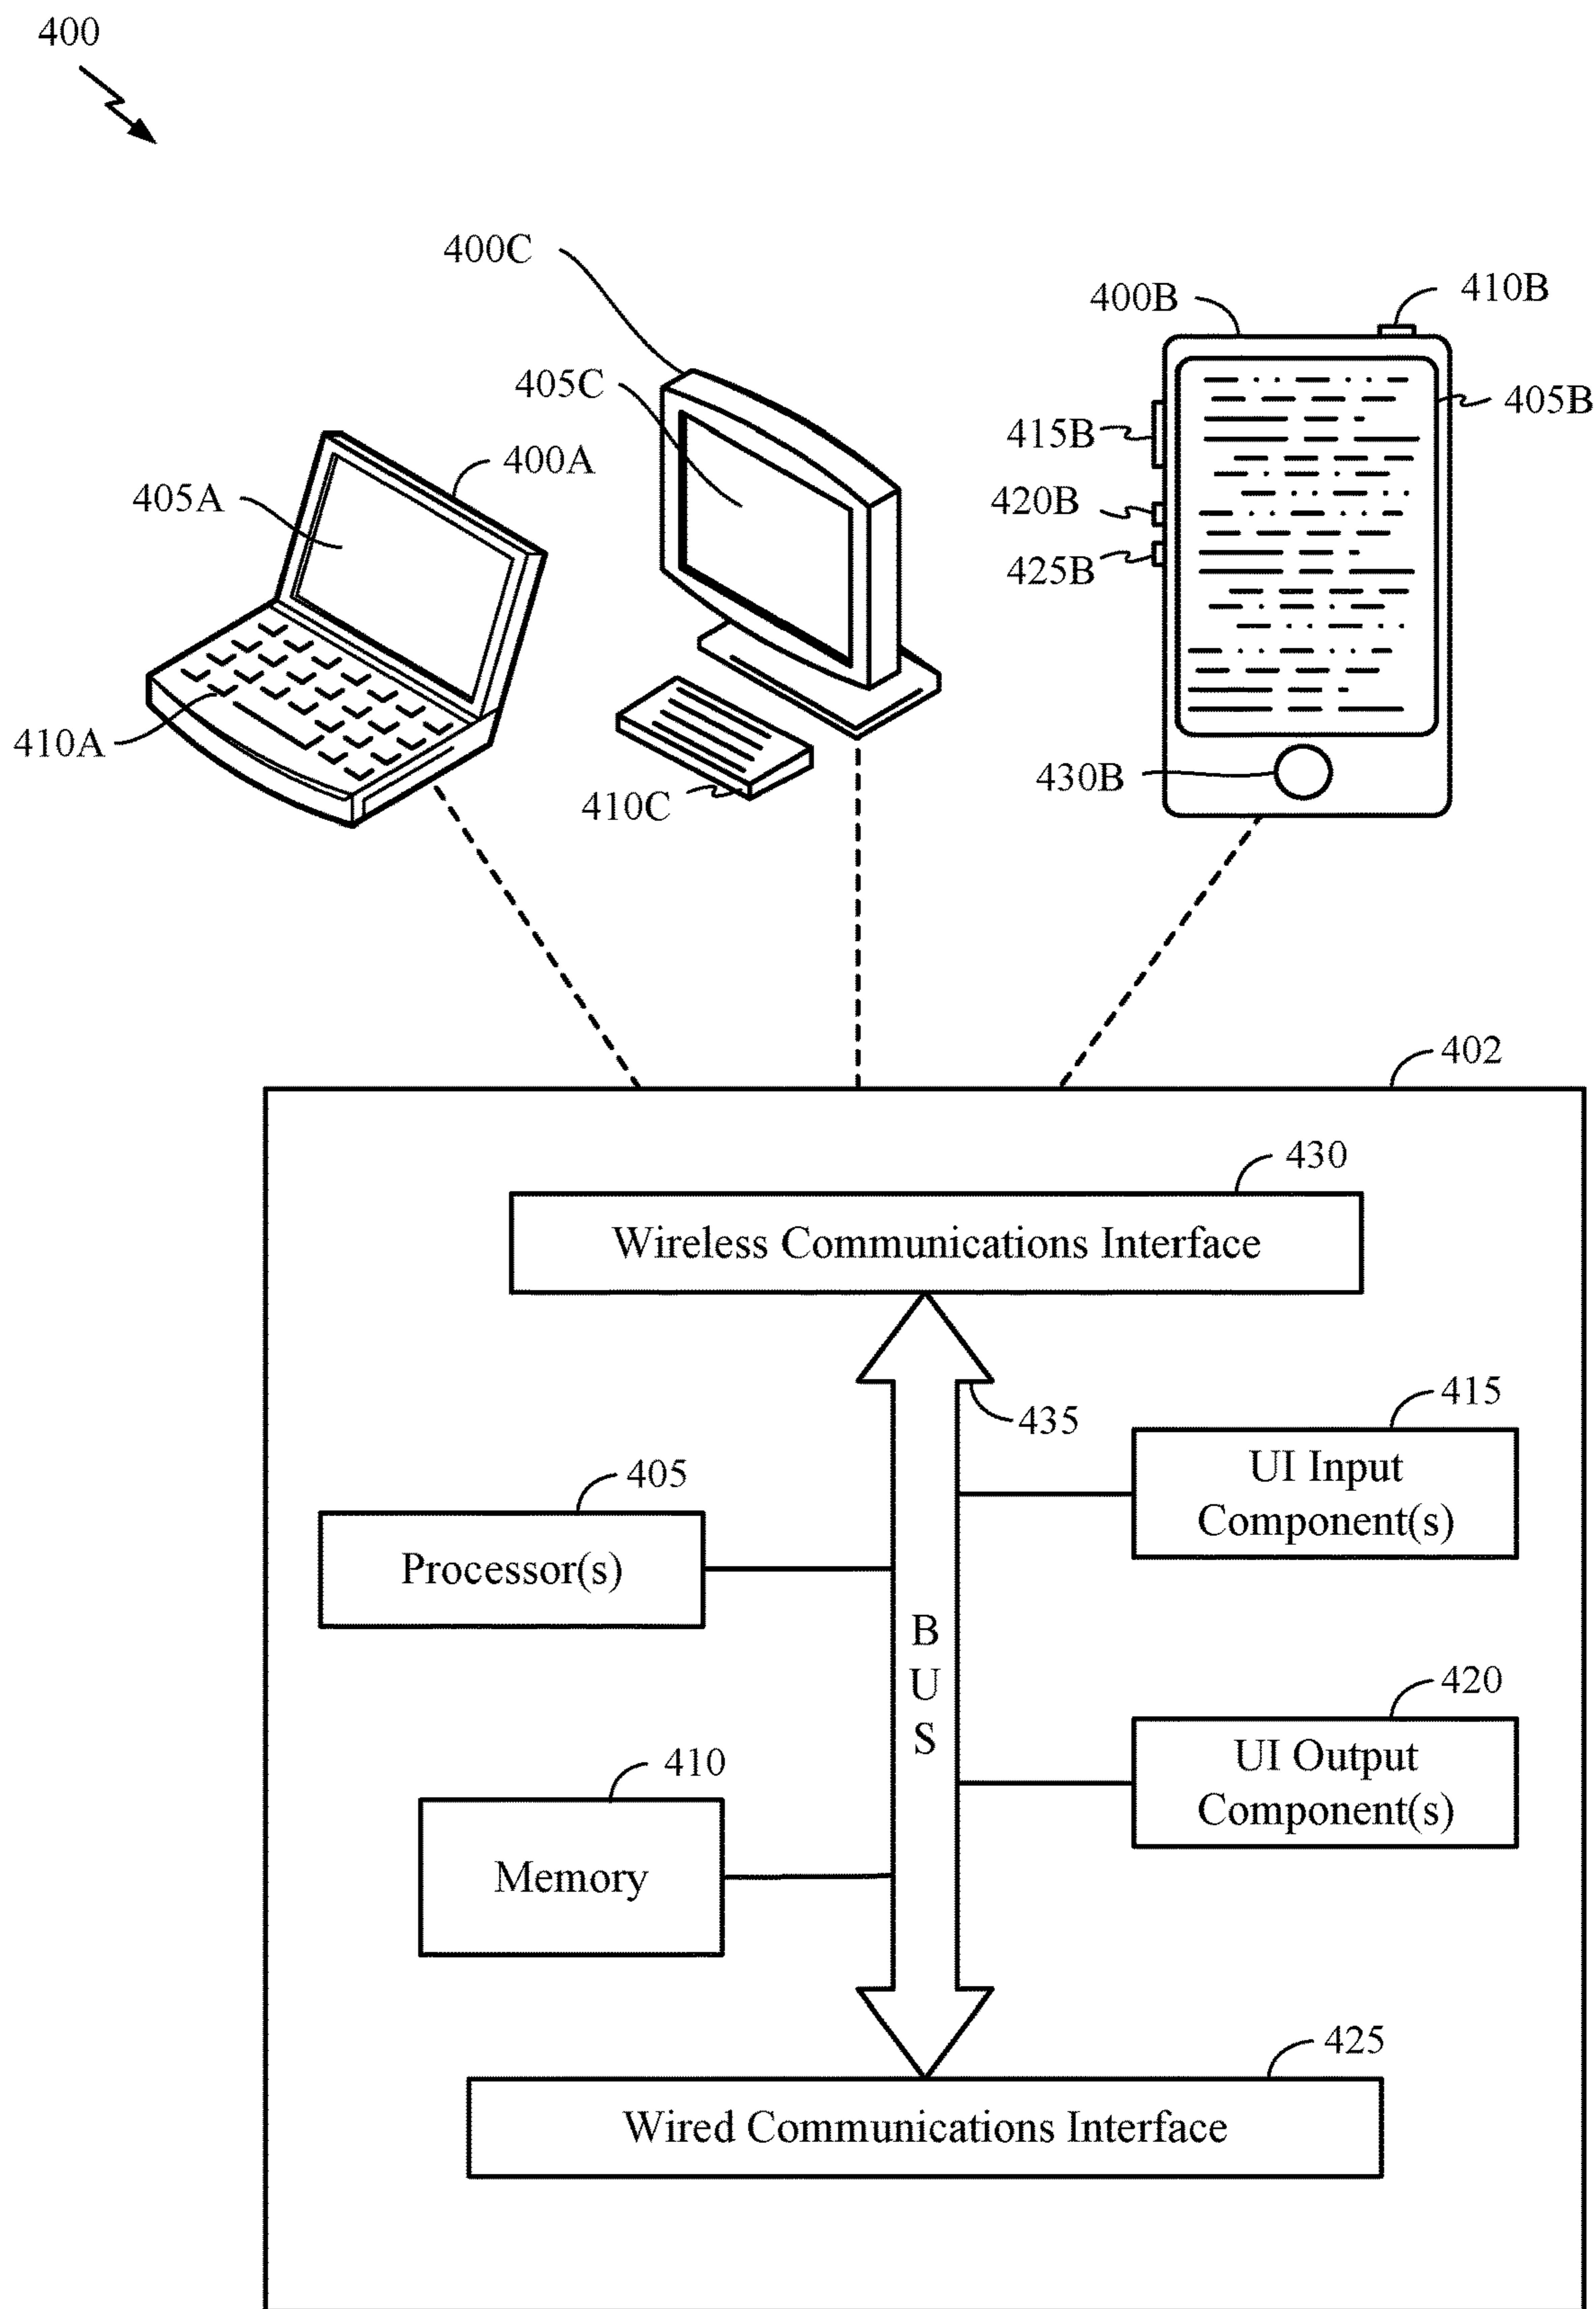 400
400C
400B
410B
405C
405B
415B
400A
405A
420B
425B
410A
430B
410C
402
430
Wireless Communications Interface
435
415
UI Input
Component(s)
405
Processor(s)
B
U
S
420
UI Output
Component(s)
410
Memory
425
Wired Communications Interface